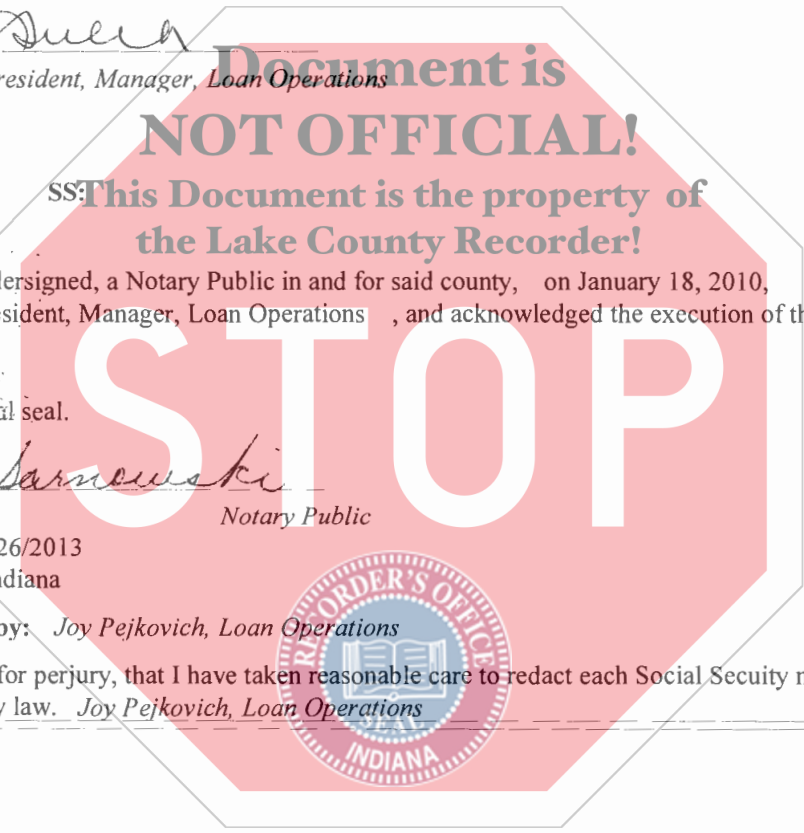 resident, Manager, Loan Operations
Document is
NOT OFFICIAL!
SS:
This Document is the property of
the Lake County Recorder!
dersigned, a Notary Public in and for said county, on January 18, 2010,
esident, Manager, Loan Operations , and acknowledged the execution of th
STOP
al seal.
Sarnowski
Notary Public
26/2013
ndiana
by: Joy Pejkovich, Loan Operations
RECORDER'S OFFICE
for perjury, that I have taken reasonable care to redact each Social Secuity n
y law. Joy Pejkovich, Loan Operations
SEAL
INDIANA